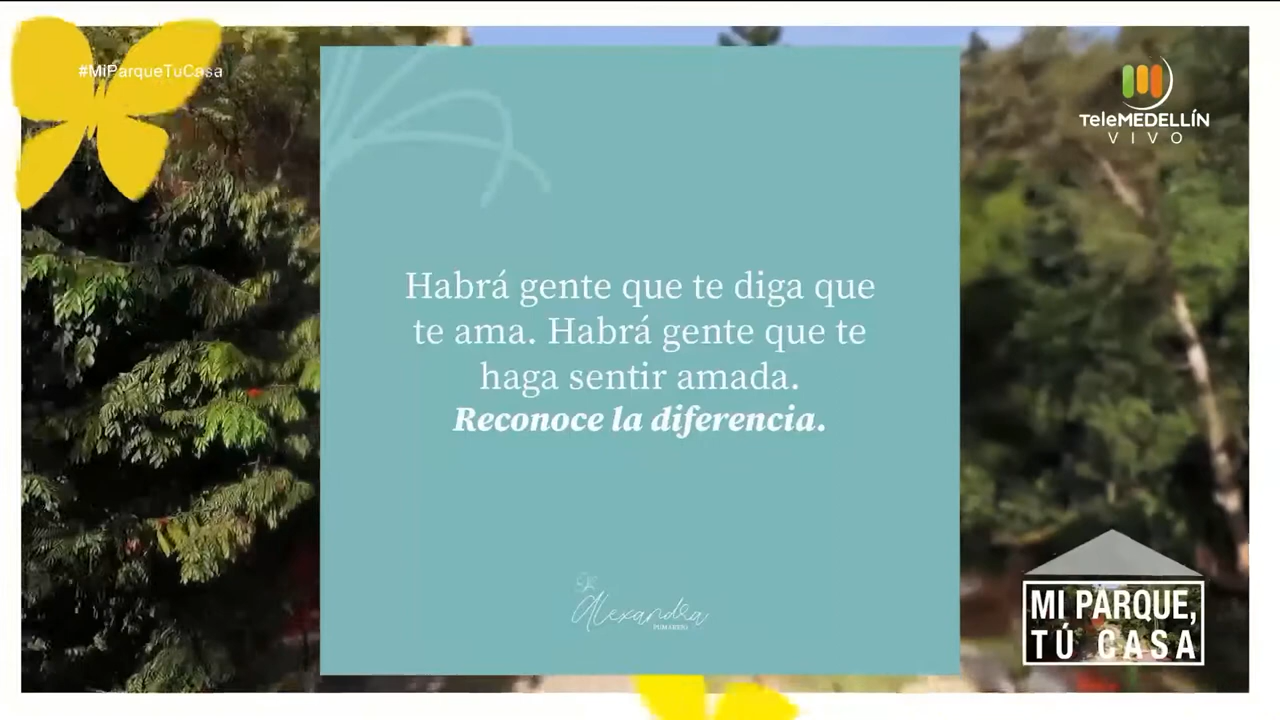 #MiParqueTuCasa
TeleMEDELLÍN
VIVO
Habrá gente que te diga que
te ama. Habrá gente que te
haga sentir amada.
Reconoce la diferencia.
Alexandra
PUMAREJO
MI PARQUE,
TÚ CASA